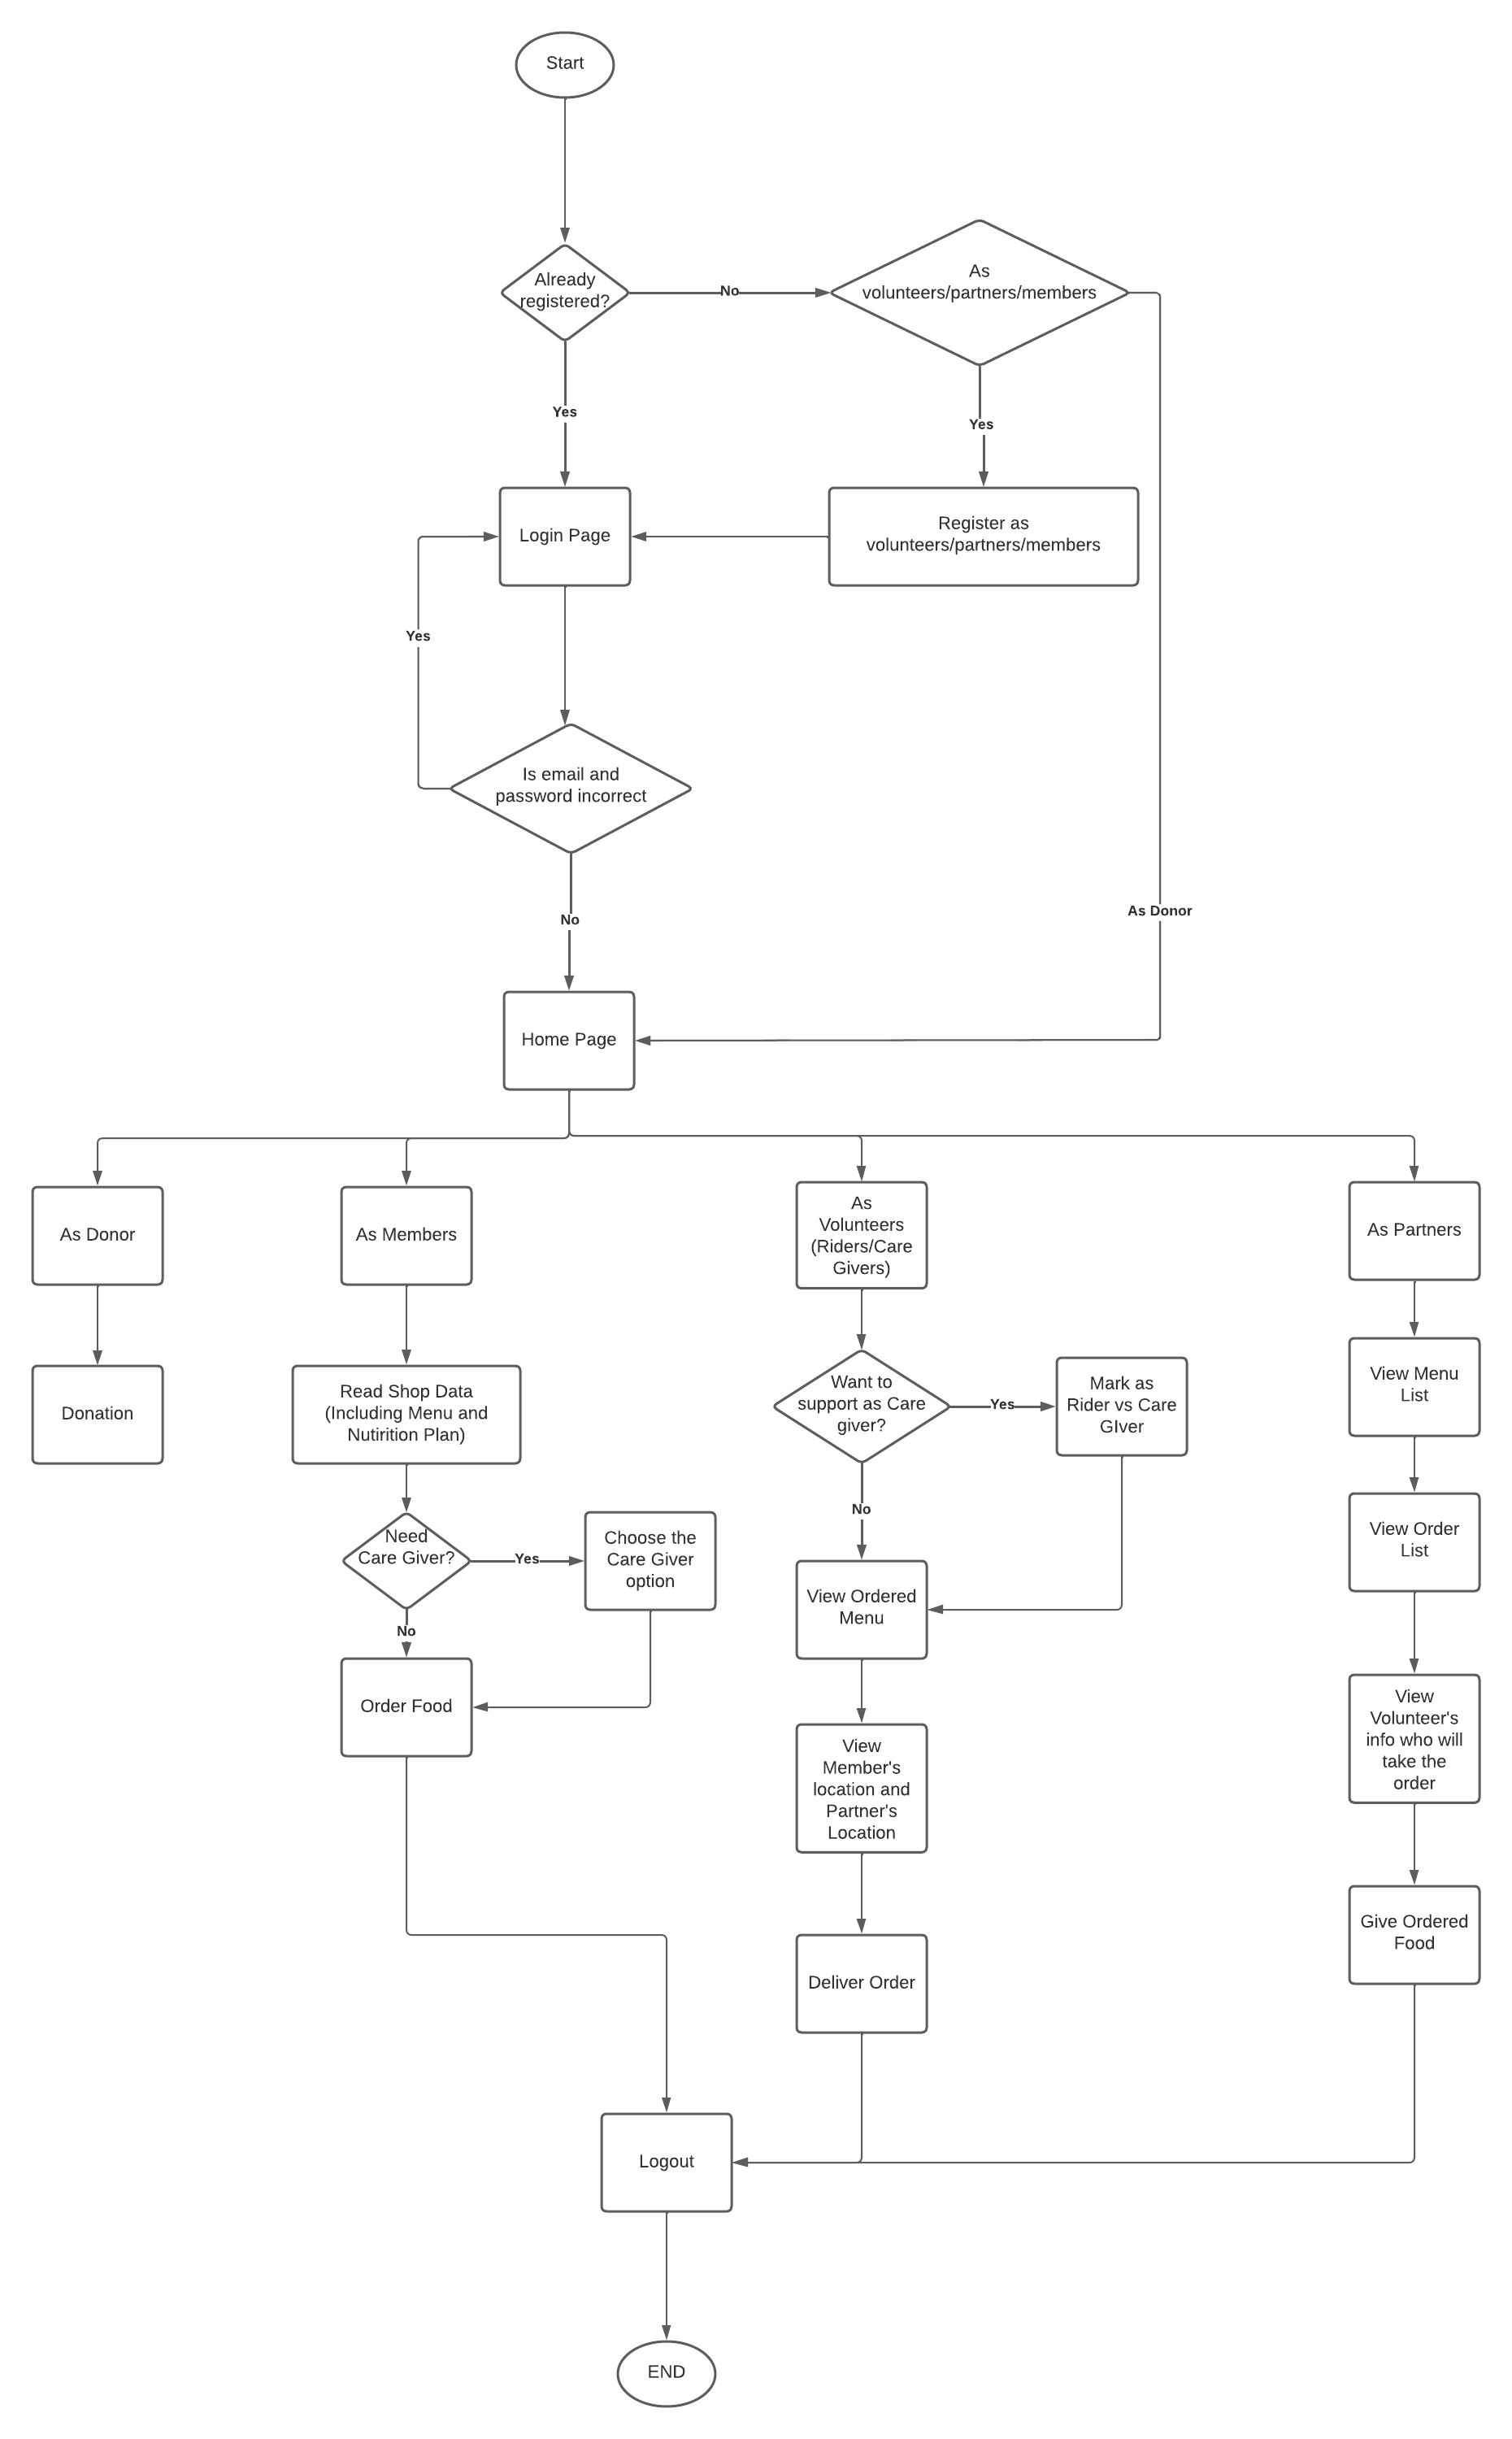 Start
Already
registered?
No
As
volunteers/partners/members
Yes
Yes
Login Page
Register as
volunteers/partners/members
Yes
Is email and
password incorrect
No
As Donor
Home Page
As Donor
As Members
As
Volunteers
(Riders/Care
Givers)
As Partners
Donation
Read Shop Data
(Including Menu and
Nutirition Plan)
Want to
support as Care
giver?
Yes
Mark as
Rider vs Care
GIver
View Menu
List
No
Need
Care Giver?
Yes
Choose the
Care Giver
option
View Order
List
No
View Ordered
Menu
Order Food
View
Member's
location and
Partner's
Location
View
Volunteer's
info who will
take the
order
Deliver Order
Give Ordered
Food
Logout
END